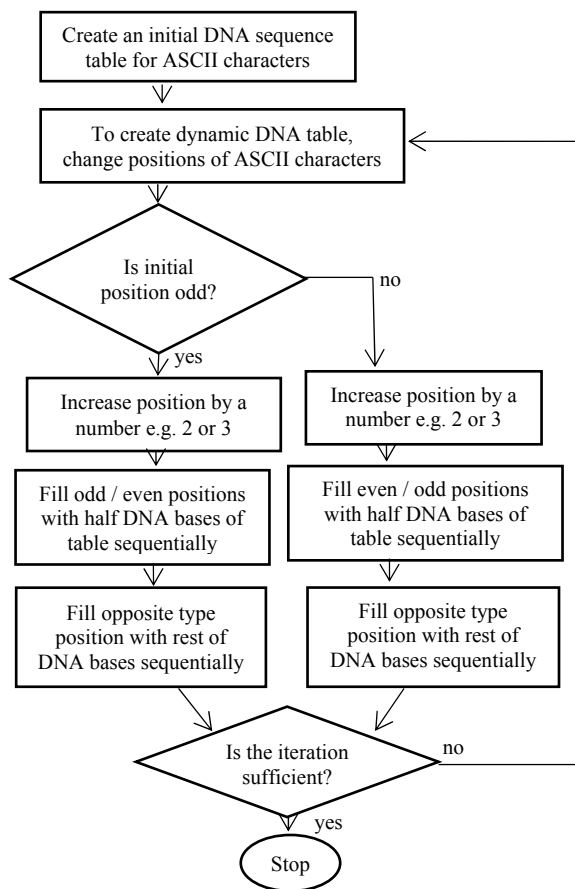 Create an initial DNA sequence
table for ASCII characters
To create dynamic DNA table,
change positions of ASCII characters
Is initial
position odd?
no
yes
Increase position by a
number e.g. 2 or 3
Increase position by a
number e.g. 2 or 3
Fill odd / even positions
with half DNA bases of
table sequentially
Fill even / odd positions
with half DNA bases of
table sequentially
Fill opposite type
position with rest of
DNA bases sequentially
Fill opposite type
position with rest of
DNA bases sequentially
Is the iteration
sufficient?
no
yes
Stop